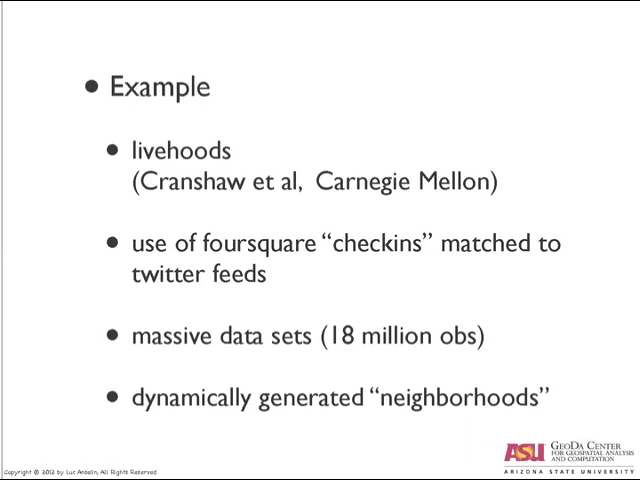 • Example
• livehoods
(Cranshaw et al, Carnegie Mellon)
• use of foursquare “checkins” matched to
twitter feeds
• massive data sets (18 million obs)
• dynamically generated “neighborhoods”
ASU GEODA CENTER
FOR GEOSPATIAL ANALYSIS
AND COMPUTATION
ARIZONA STATE UNIVERSITY
Copyright © 2012 by Luc Anselin, All Rights Reserved